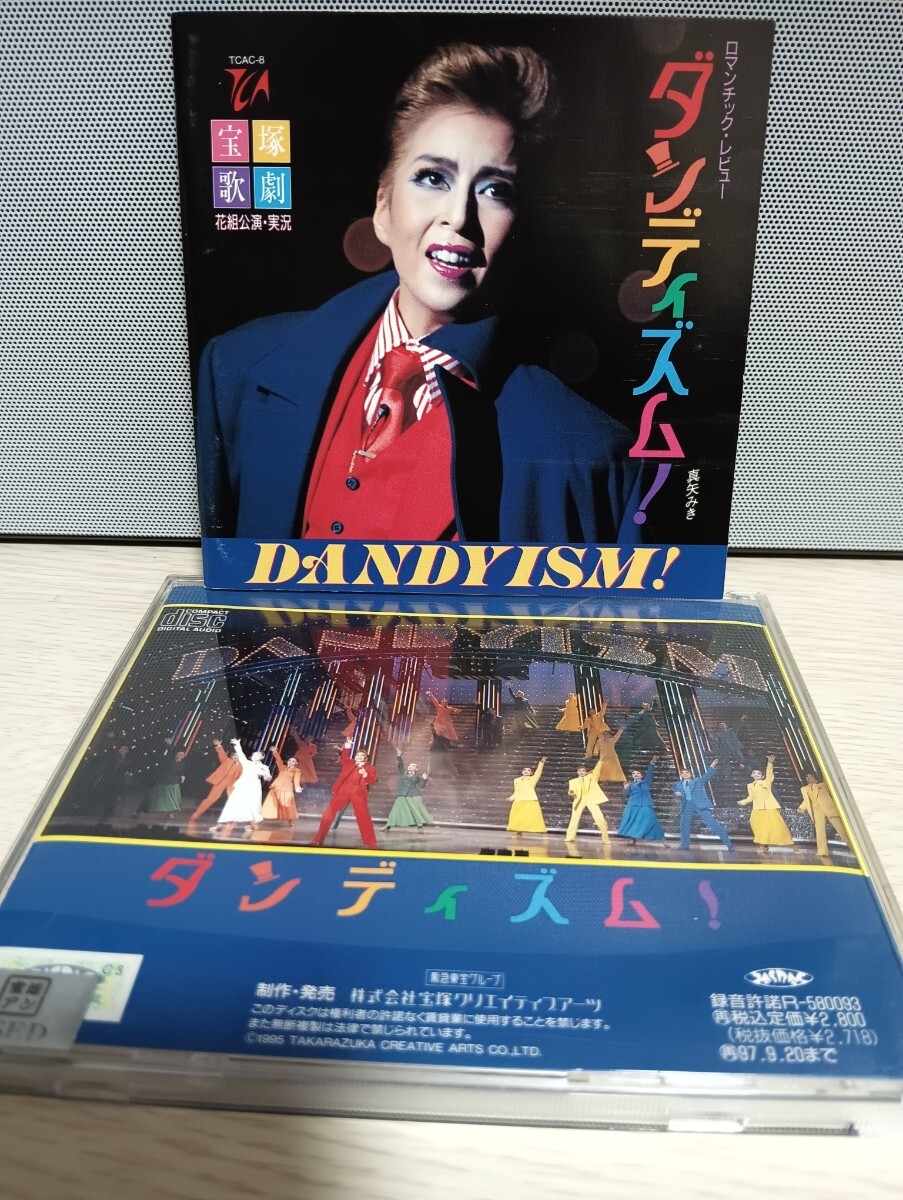 TCAC-8
TCA
宝塚
歌劇
花組公演・実況
ロマンチック・レビュー
ダンディズム!
真矢みき
DANDYISM!
COMPACT
disc
DIGITAL AUDIO
DANDYISM
ダンディズム!
阪急東宝グループ
制作・発売 株式会社宝塚クリエイティブアーツ
このディスクは権利者の許諾なく賃貸業に使用することを禁じます。
また無断複製は法律で禁じられています。
©1995 TAKARAZUKA CREATIVE ARTS CO.,LTD.
JASRAC
録音許諾R-580093
再税込定価¥2,800
(税抜価格¥2,718)
再97.9.20まで
C3